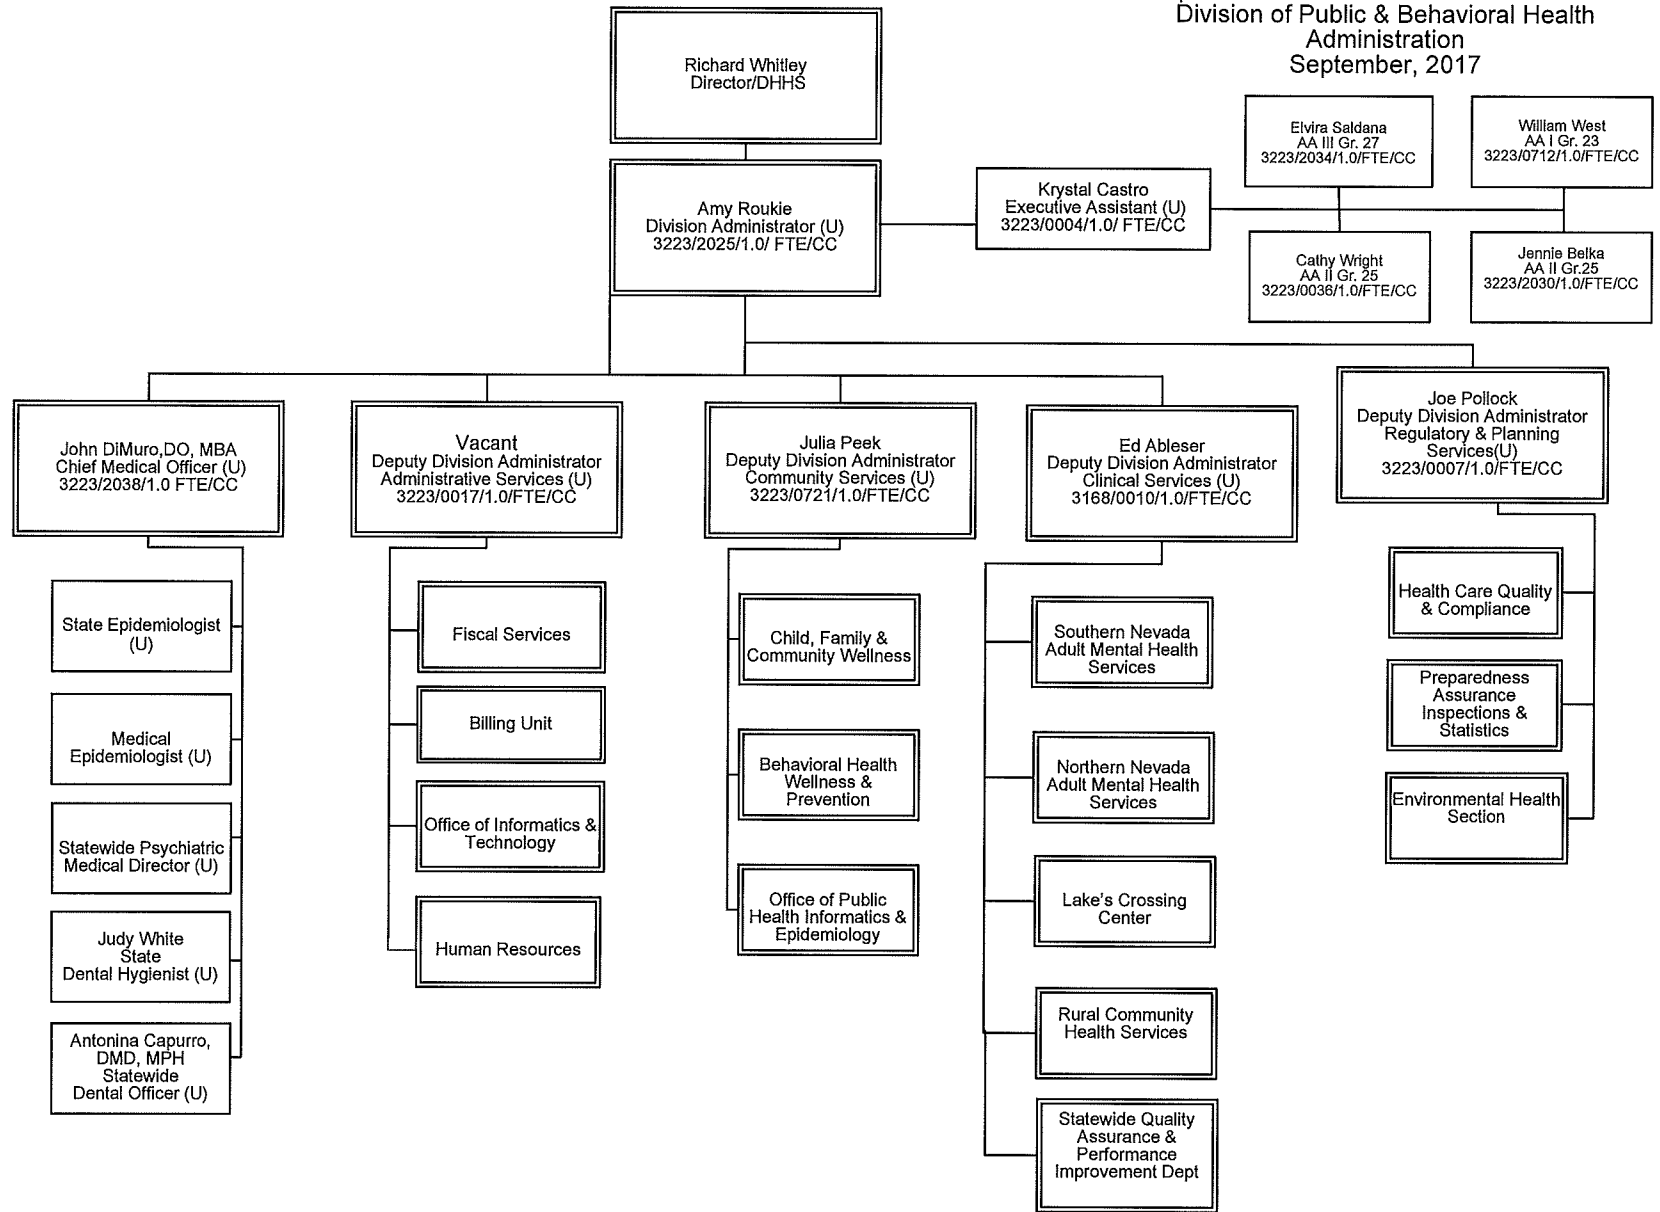 Division of Public & Behavioral Health
Administration
September, 2017
Richard Whitley
Director/DHHS
Amy Roukie
Division Administrator (U)
3223/2025/1.0/ FTE/CC
Krystal Castro
Executive Assistant (U)
3223/0004/1.0/ FTE/CC
Elvira Saldana
AA III Gr. 27
3223/2034/1.0/FTE/CC
William West
AA I Gr. 23
3223/0712/1.0/FTE/CC
Cathy Wright
AA II Gr. 25
3223/0036/1.0/FTE/CC
Jennie Belka
AA II Gr.25
3223/2030/1.0/FTE/CC
John DiMuro,DO, MBA
Chief Medical Officer (U)
3223/2038/1.0 FTE/CC
Vacant
Deputy Division Administrator
Administrative Services (U)
3223/0017/1.0/FTE/CC
Julia Peek
Deputy Division Administrator
Community Services (U)
3223/0721/1.0/FTE/CC
Ed Ableser
Deputy Division Administrator
Clinical Services (U)
3168/0010/1.0/FTE/CC
Joe Pollock
Deputy Division Administrator
Regulatory & Planning
Services(U)
3223/0007/1.0/FTE/CC
State Epidemiologist
(U)
Medical
Epidemiologist (U)
Statewide Psychiatric
Medical Director (U)
Judy White
State
Dental Hygienist (U)
Antonina Capurro,
DMD, MPH
Statewide
Dental Officer (U)
Fiscal Services
Billing Unit
Office of Informatics &
Technology
Human Resources
Child, Family &
Community Wellness
Behavioral Health
Wellness &
Prevention
Office of Public
Health Informatics &
Epidemiology
Southern Nevada
Adult Mental Health
Services
Northern Nevada
Adult Mental Health
Services
Lake's Crossing
Center
Rural Community
Health Services
Statewide Quality
Assurance &
Performance
Improvement Dept
Health Care Quality
& Compliance
Preparedness
Assurance
Inspections &
Statistics
Environmental Health
Section